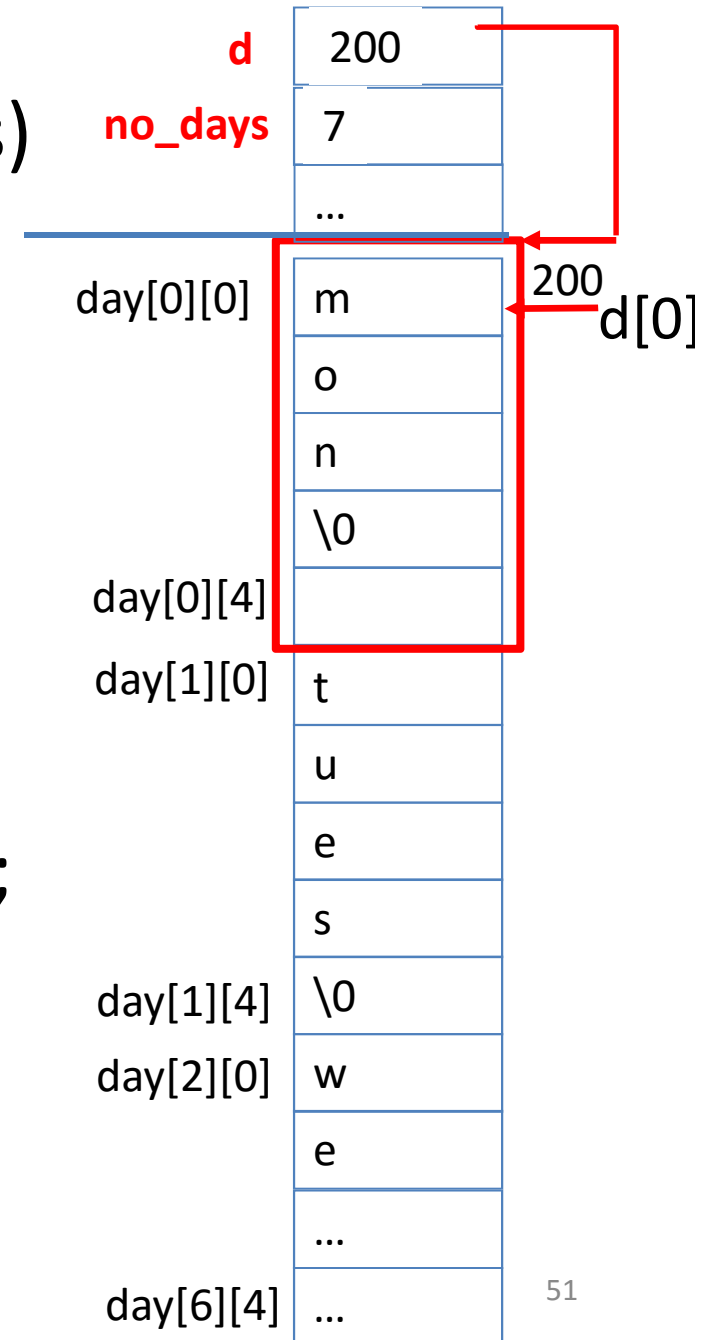 d 200
s)
no_days 7
…
day[0][0] m 200 d[0]
o
n
\0
day[0][4]
day[1][0] t
u
e
;
s
day[1][4] \0
day[2][0] w
e
…
day[6][4] … 51